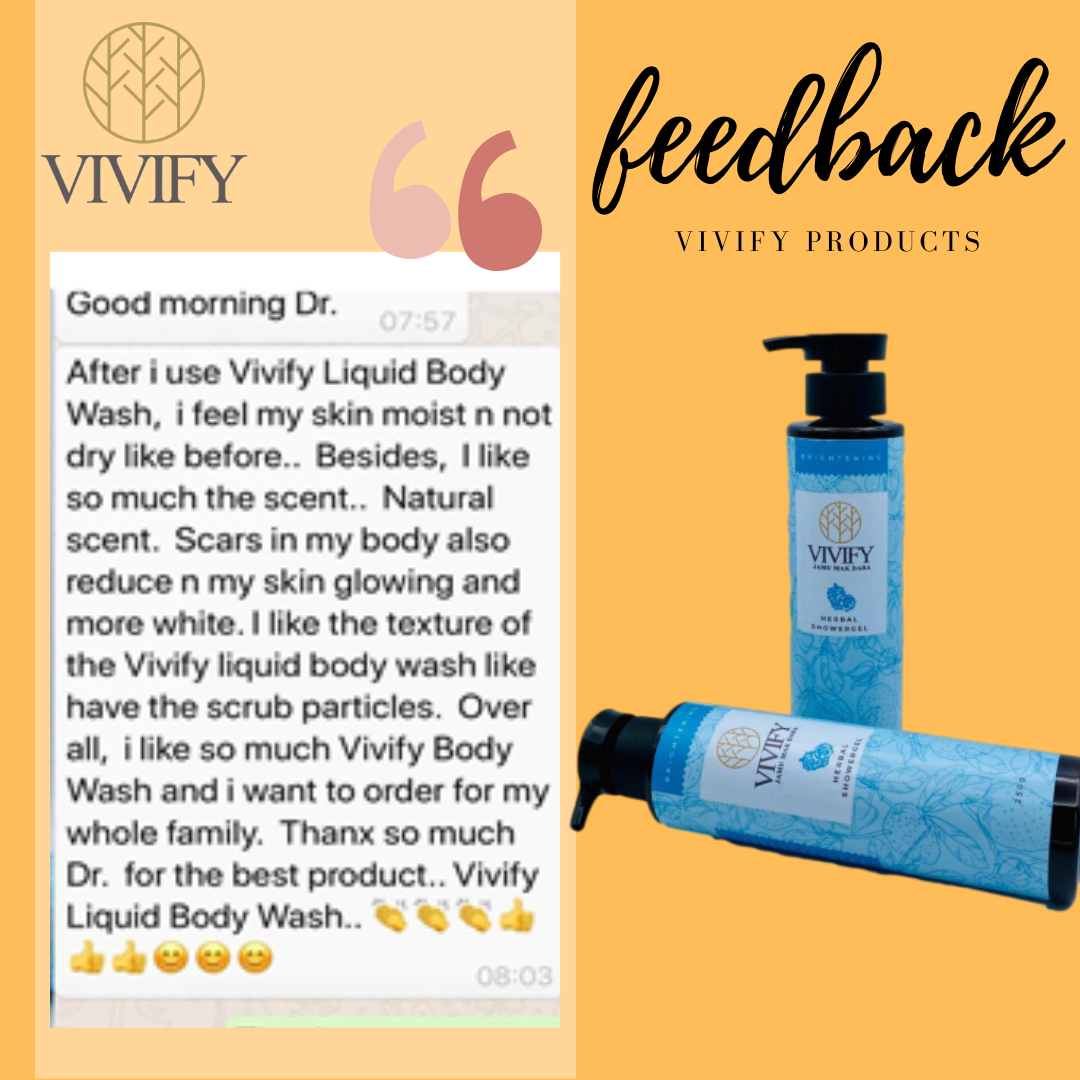 VIVIFY
feedback
VIVIFY PRODUCTS
Good morning Dr.
07:57
After i use Vivify Liquid Body
Wash, i feel my skin moist n not
dry like before.. Besides, I like
so much the scent.. Natural
scent. Scars in my body also
reduce n my skin glowing and
more white. I like the texture of
the Vivify liquid body wash like
have the scrub particles. Over
all, i like so much Vivify Body
Wash and i want to order for my
whole family. Thanx so much
Dr. for the best product.. Vivify
Liquid Body Wash.. 👏👏👏👍
👍👍😊😊😊
08:03
BRIGHTENING
VIVIFY
JAMU MAK DARA
HERBAL
SHOWERGEL
BRIGHTENING
VIVIFY
JAMU MAK DARA
HERBAL
SHOWERGEL
250g